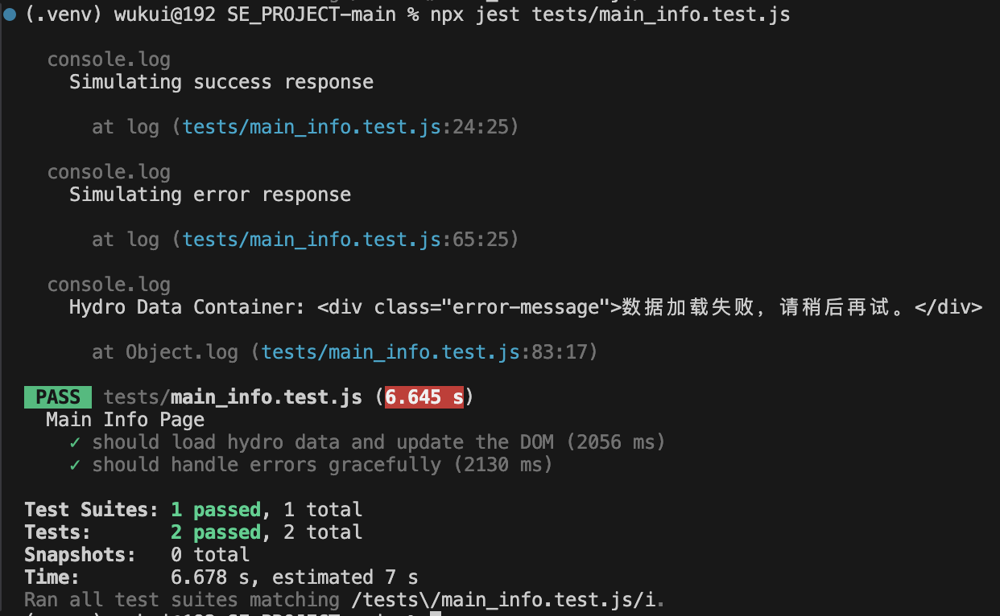 (.venv) wukui@192 SE_PROJECT-main % npx jest tests/main_info.test.js
console.log
Simulating success response
at log (tests/main_info.test.js:24:25)
console.log
Simulating error response
at log (tests/main_info.test.js:65:25)
console.log
Hydro Data Container: <div class="error-message">数据加载失败，请稍后再试。</div>
at Object.log (tests/main_info.test.js:83:17)
PASS tests/main_info.test.js (6.645 s)
Main Info Page
✓ should load hydro data and update the DOM (2056 ms)
✓ should handle errors gracefully (2130 ms)
Test Suites: 1 passed, 1 total
Tests: 2 passed, 2 total
Snapshots: 0 total
Time: 6.678 s, estimated 7 s
Ran all test suites matching /tests\/main_info.test.js/i.